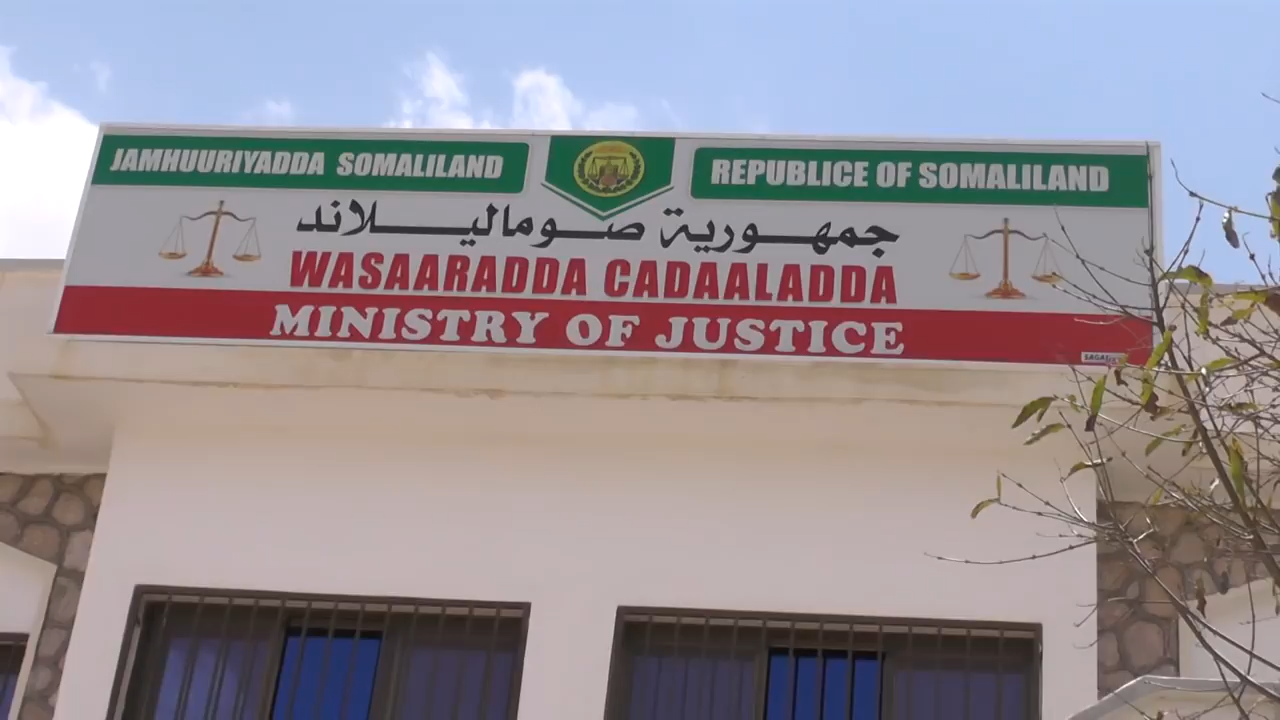 JAMHUURIYADDA SOMALILAND
REPUBLICE OF SOMALILAND
جمهورية صوماليلاند
WASAARADDA CADAALADDA
MINISTRY OF JUSTICE